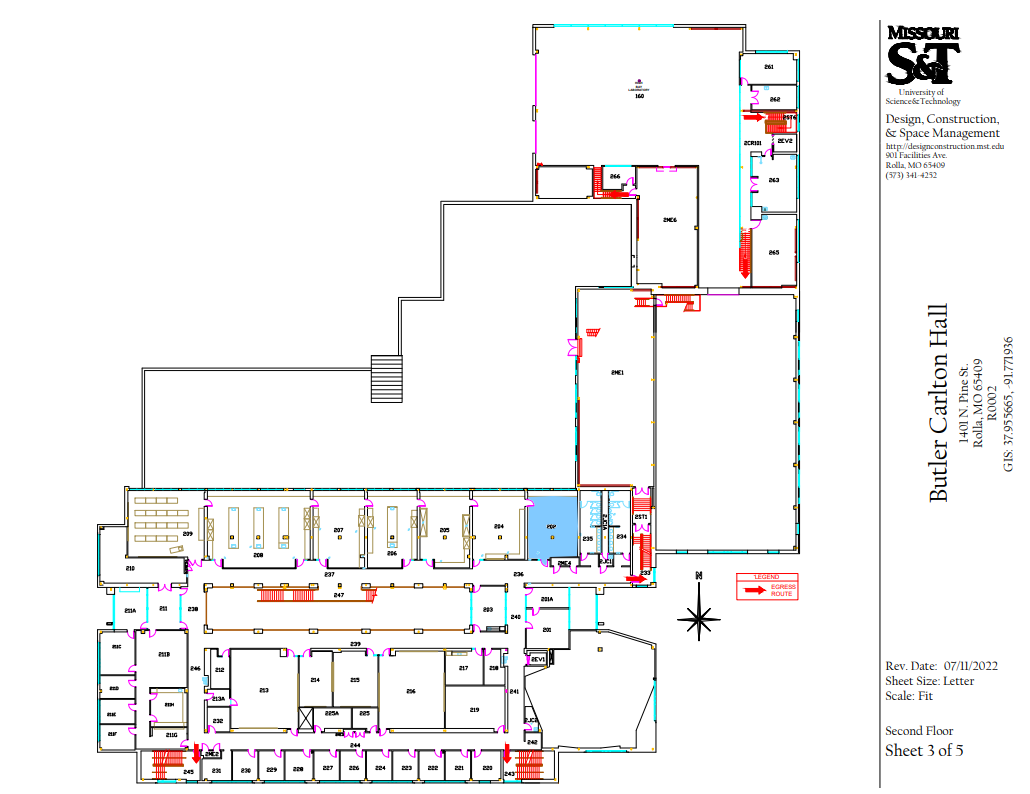 MISSOURI
S&T
University of
Science & Technology
Design, Construction,
& Space Management
http://designconstruction.mst.edu
901 Facilities Ave.
Rolla, MO 65409
(573) 341-4252
Butler Carlton Hall
1401 N. Pine St.
Rolla, MO 65409
R0002
GIS: 37.955665, -91.771936
Rev. Date: 07/11/2022
Sheet Size: Letter
Scale: Fit
Second Floor
Sheet 3 of 5
LEGEND
EGRESS
ROUTE
N
LABORATORY
160
261
262
2ST6
2EV2
2CR101
263
265
266
2ME6
2ME1
2ST1
209
208
207
206
205
204
202
235
234
2JC1
2ME4
233
210
237
236
247
211A
211
238
203
240
201A
201
239
211C
211B
246
212
213
214
215
216
217
218
2EV1
211D
211E
211F
211H
211G
213A
232
225A
225
219
241
242
244
2ME2
245
231
230
229
228
227
226
224
223
222
221
220
243